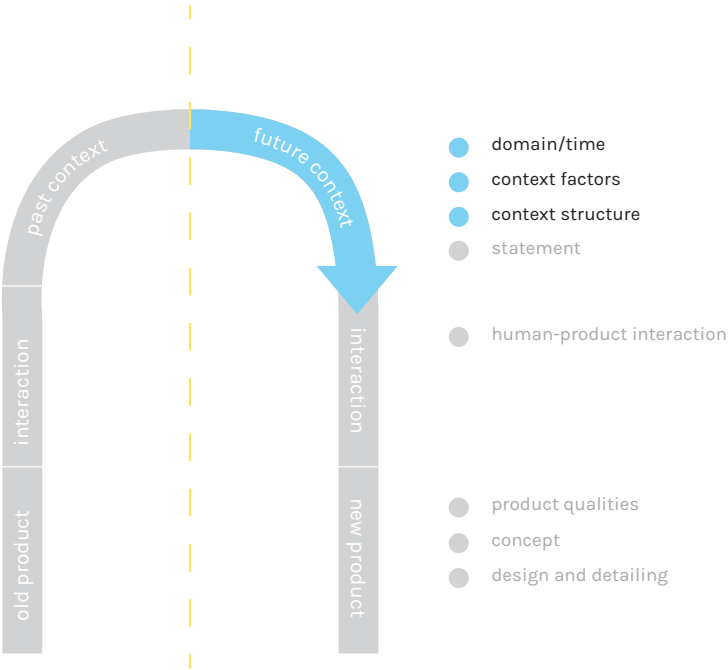 past context
future context
interaction
old product
interaction
new product
domain/time
context factors
context structure
statement
human-product interaction
product qualities
concept
design and detailing